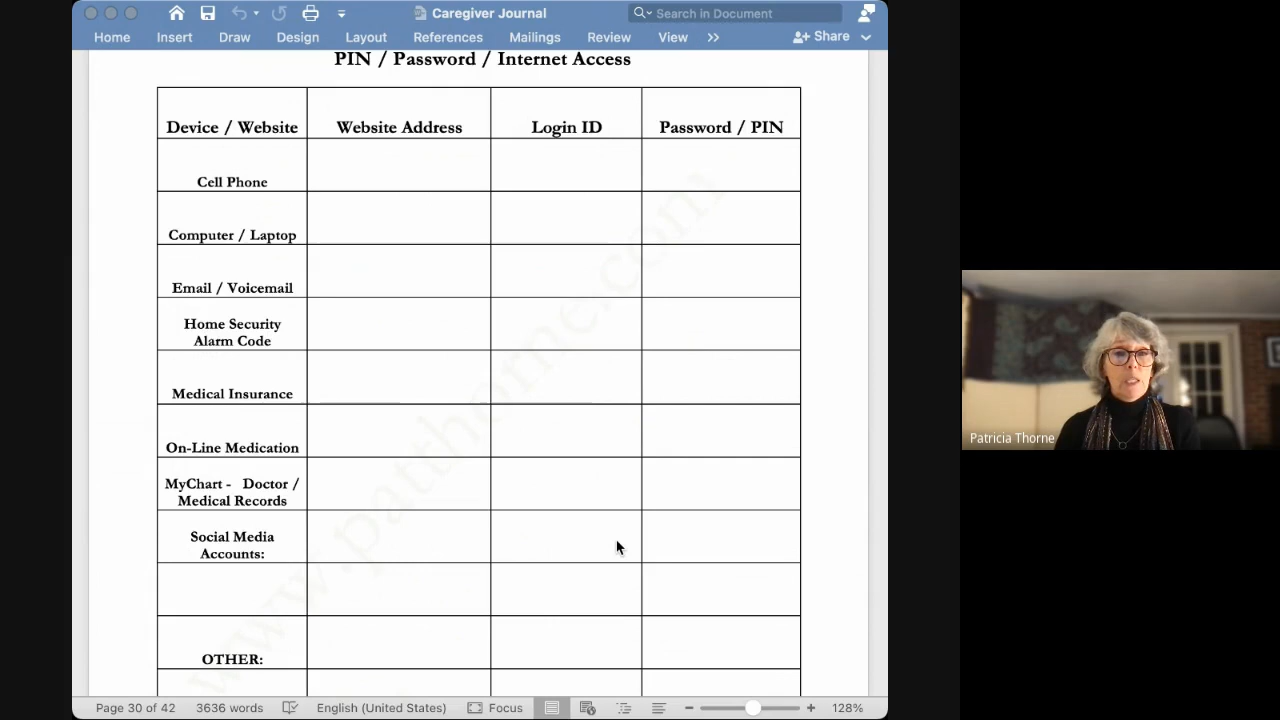 Caregiver Journal
Search in Document
Home Insert Draw Design Layout References Mailings Review View >> Share
PIN / Password / Internet Access
Device / Website Website Address Login ID Password / PIN
Cell Phone
Computer / Laptop
Email / Voicemail
Home Security
Alarm Code
Medical Insurance
On-Line Medication
MyChart - Doctor /
Medical Records
Social Media
Accounts:
OTHER:
www.patthorne.com
Page 30 of 42 3636 words English (United States) Focus 128%
Patricia Thorne